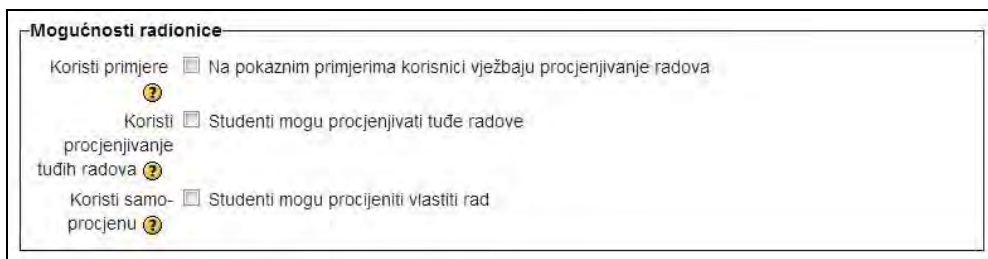 Mogućnosti radionice
Koristi primjere Na pokaznim primjerima korisnici vježbaju procjenjivanje radova
?
Koristi Studenti mogu procjenjivati tuđe radove
procjenjivanje
tuđih radova ?
Koristi samo- Studenti mogu procijeniti vlastiti rad
procjenu ?